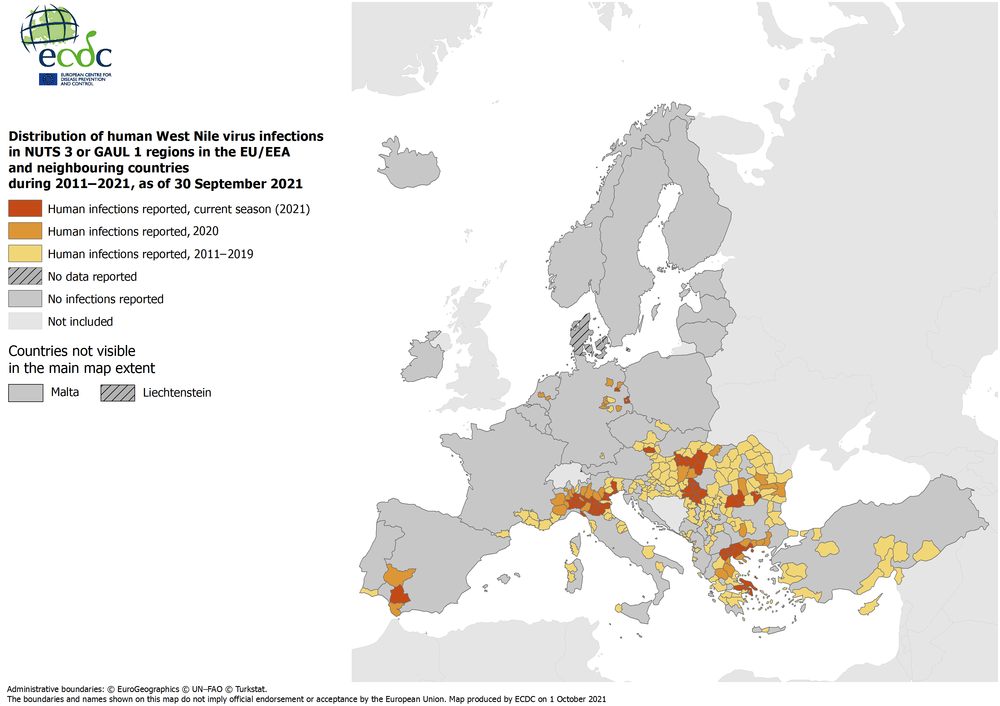 ecdc
EUROPEAN CENTRE FOR
DISEASE PREVENTION
AND CONTROL
Distribution of human West Nile virus infections
in NUTS 3 or GAUL 1 regions in the EU/EEA
and neighbouring countries
during 2011–2021, as of 30 September 2021
Human infections reported, current season (2021)
Human infections reported, 2020
Human infections reported, 2011–2019
No data reported
No infections reported
Not included
Countries not visible
in the main map extent
Malta
Liechtenstein
Administrative boundaries: © EuroGeographics © UN–FAO © Turkstat.
The boundaries and names shown on this map do not imply official endorsement or acceptance by the European Union. Map produced by ECDC on 1 October 2021